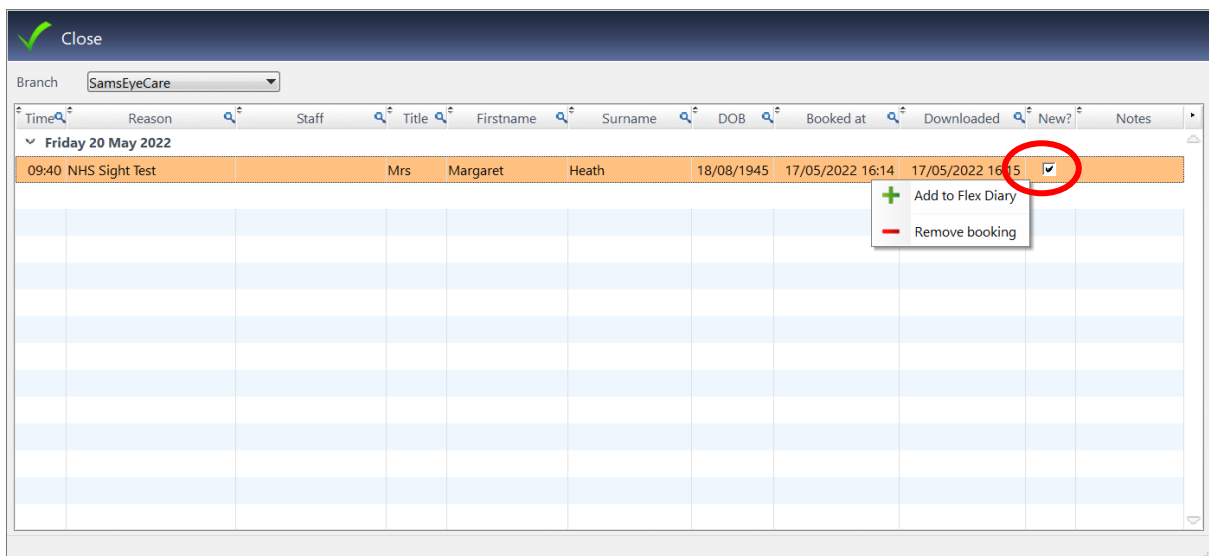 Close
Branch SamsEyeCare
Time Reason Staff Title Firstname Surname DOB Booked at Downloaded New? Notes
Friday 20 May 2022
09:40 NHS Sight Test Mrs Margaret Heath 18/08/1945 17/05/2022 16:14 17/05/2022 16:15
Add to Flex Diary
Remove booking